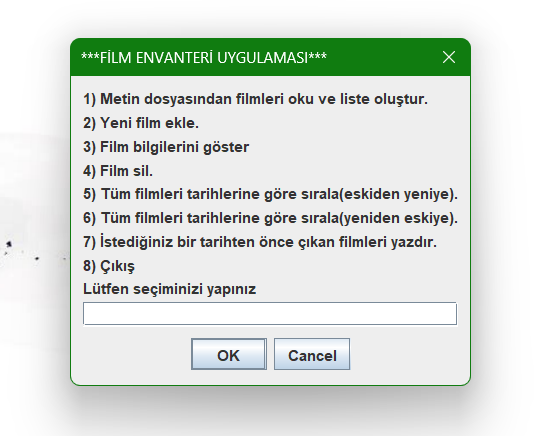 ***FİLM ENVANTERİ UYGULAMASI***
1) Metin dosyasından filmleri oku ve liste oluştur.
2) Yeni film ekle.
3) Film bilgilerini göster
4) Film sil.
5) Tüm filmleri tarihlerine göre sırala(eskiden yeniye).
6) Tüm filmleri tarihlerine göre sırala(yeniden eskiye).
7) İstediğiniz bir tarihten önce çıkan filmleri yazdır.
8) Çıkış
Lütfen seçiminizi yapınız
OK Cancel